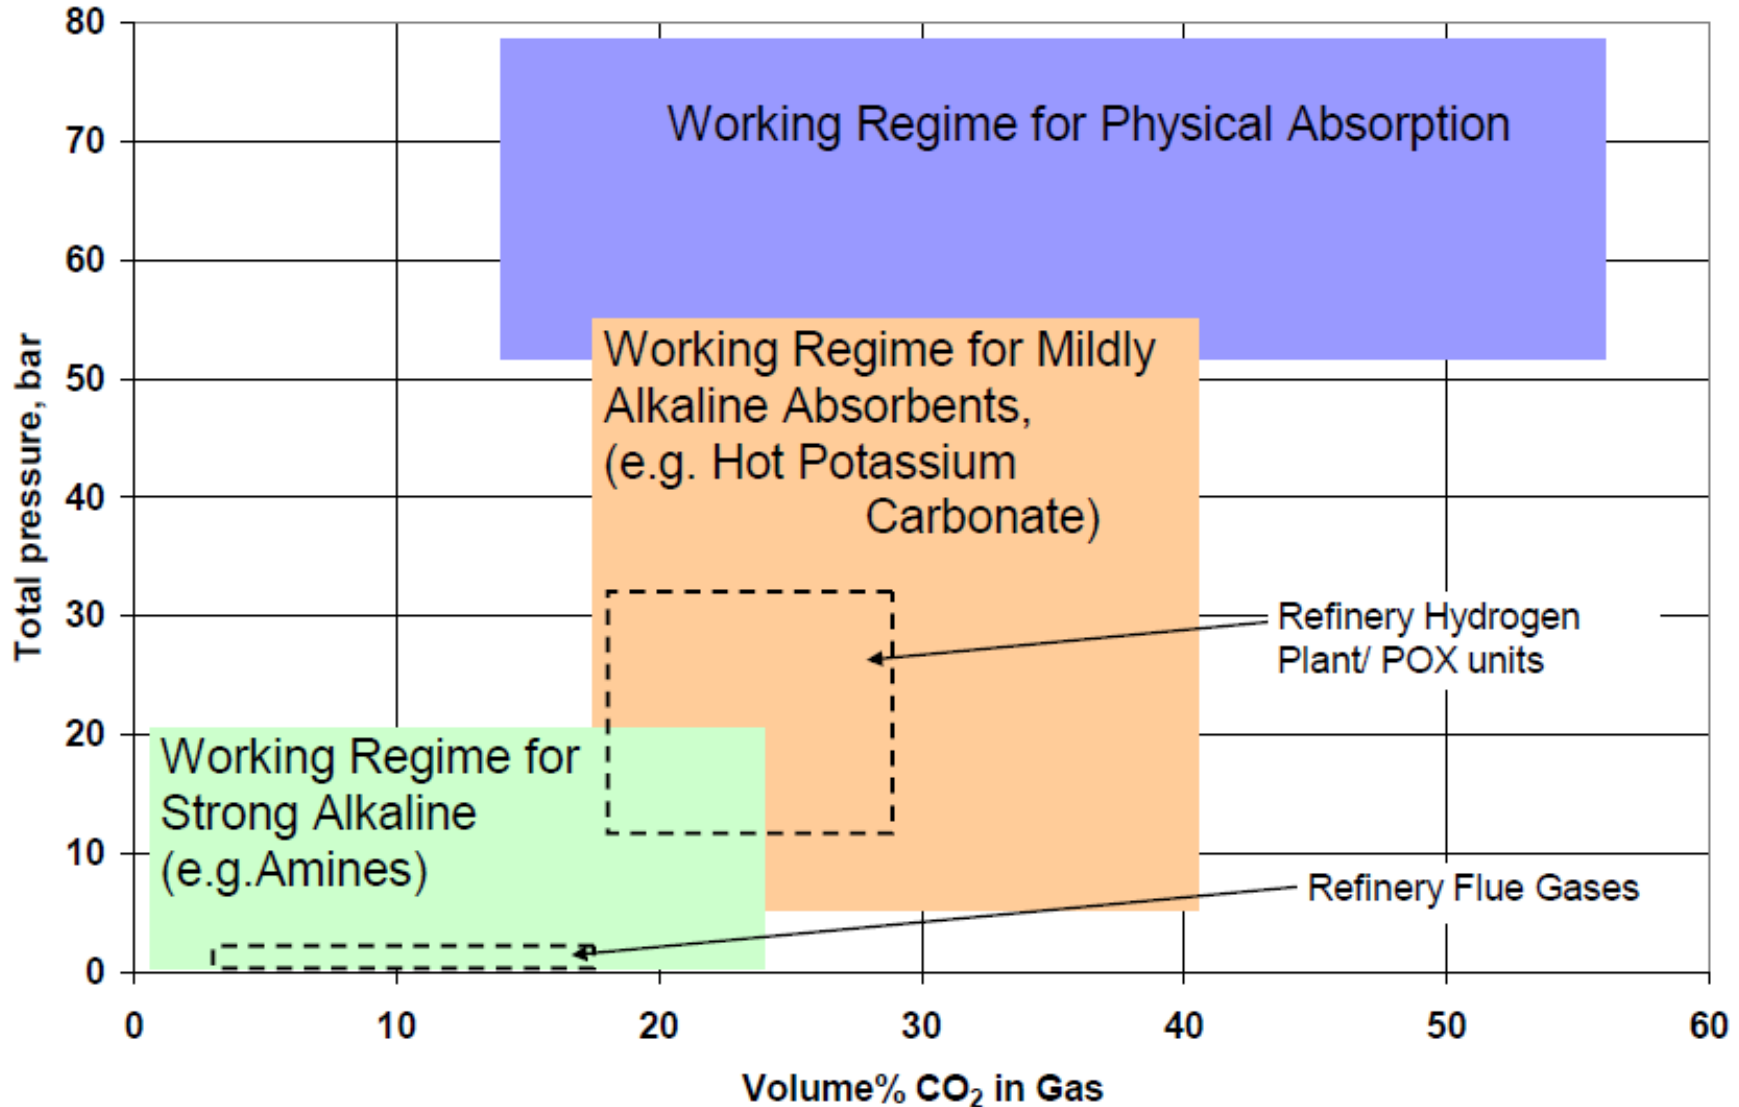 80
70
60
50
40
30
20
10
0
Total pressure, bar
Working Regime for Physical Absorption
Working Regime for Mildly
Alkaline Absorbents,
(e.g. Hot Potassium
Carbonate)
Refinery Hydrogen
Plant/ POX units
Working Regime for
Strong Alkaline
(e.g.Amines)
Refinery Flue Gases
0 10 20 30 40 50 60
Volume% CO₂ in Gas